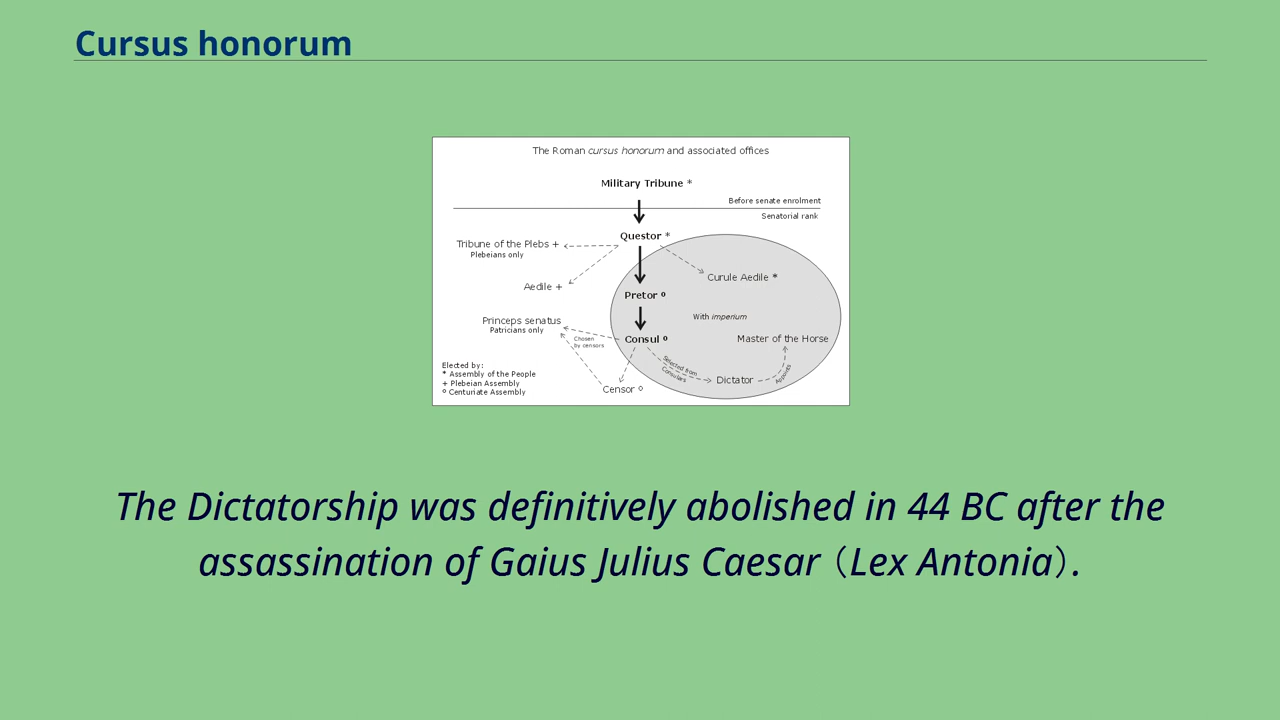 Cursus honorum
The Roman cursus honorum and associated offices
Military Tribune *
Before senate enrolment
Senatorial rank
Questor *
Tribune of the Plebs +
Plebeians only
Curule Aedile *
Aedile +
Pretor º
With imperium
Princeps senatus
Patricians only
Chosen
by censors
Consul º
Master of the Horse
Selected from
Consulars
Appoints
Dictator
Censor º
Elected by:
* Assembly of the People
+ Plebeian Assembly
º Centuriate Assembly
The Dictatorship was definitively abolished in 44 BC after the
assassination of Gaius Julius Caesar（Lex Antonia）.